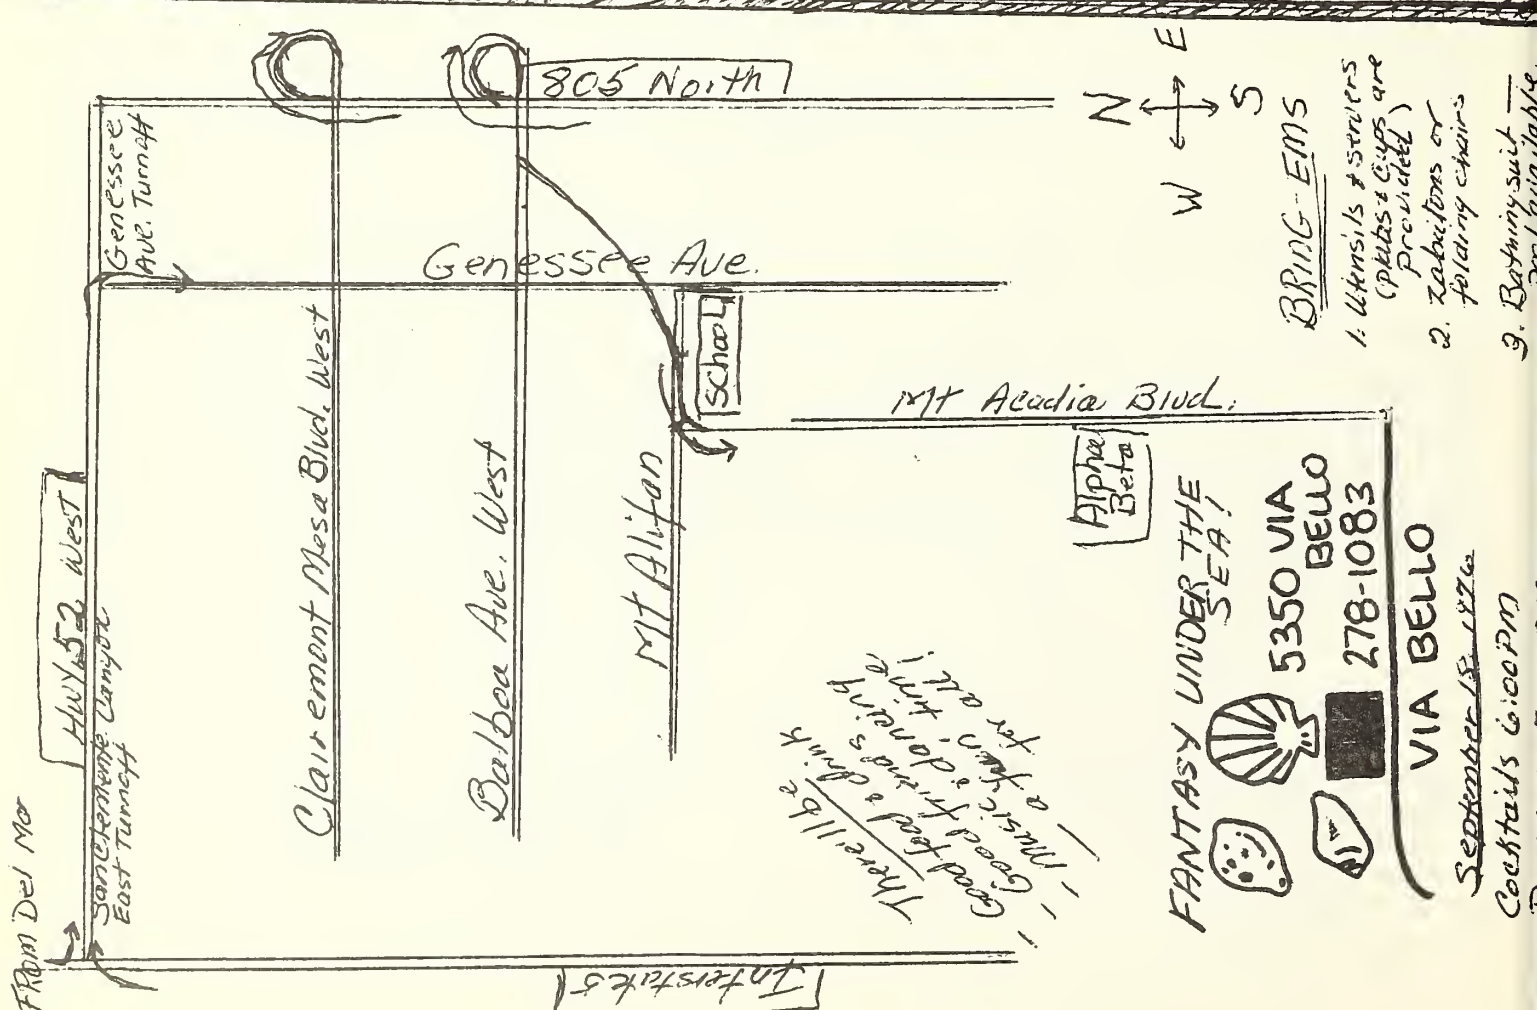 FROM Del Mar
Hwy 52 West
San Clemente Canyon
East Turnoff
Genessee
Ave. Turnoff
805 North
Genessee Ave.
Clairemont Mesa Blvd. West
Balboa Ave. West
Mt Alifan
SCHOOL
Mt Acadia Blvd.
Alpha
Beta
Interstate 5
N
E
S
W
BRING-EMS
1. Utensils & servers
(plates & cups are
provided)
2. Zabutons or
folding chairs
3. Bathing suit —
There'll be
- Good food & drink
- Good friends
- Music & dancing
- a fun time
for all!
FANTASY UNDER THE
SEA!
5350 VIA
BELLO
278-1083
VIA BELLO
September 18, 1976
Cocktails 6:00 PM